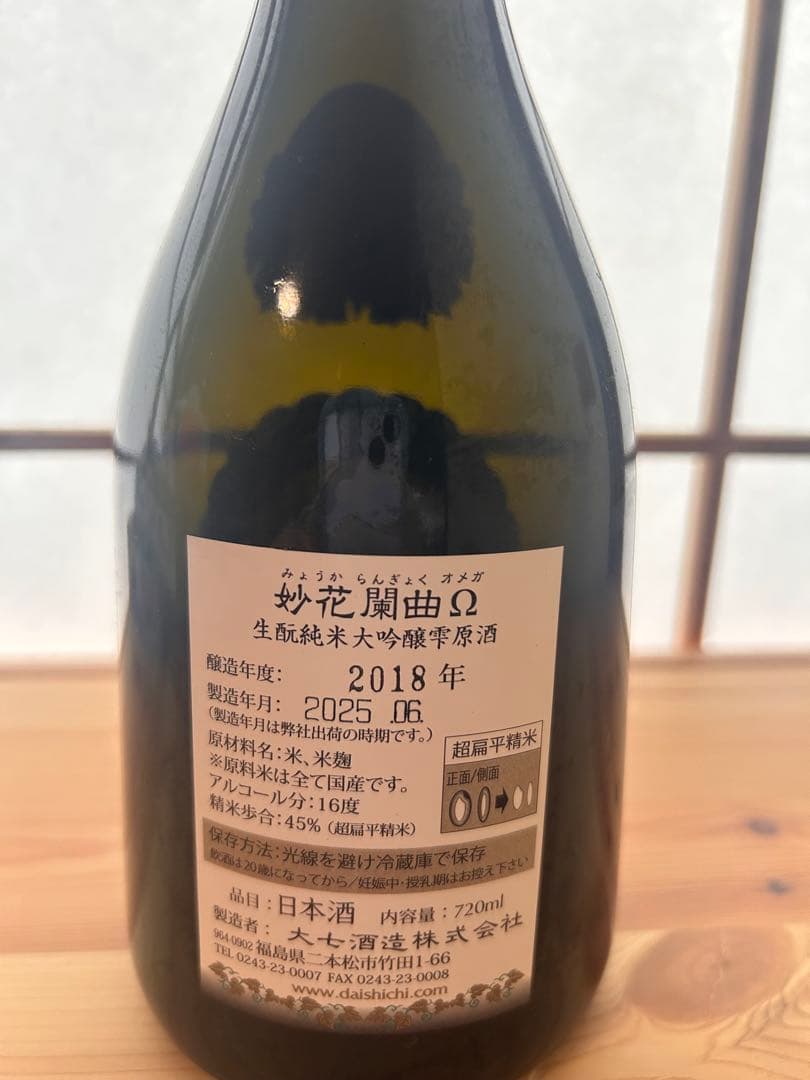 みょうか らんぎょく オメガ
妙花闌曲Ω
生酛純米大吟醸雫原酒
醸造年度: 2018年
製造年月: 2025.06.
(製造年月は弊社出荷の時期です。)
原材料名:米、米麹
※原料米は全て国産です。
アルコール分:16度
精米歩合:45%(超扁平精米)
超扁平精米
正面/側面
保存方法:光線を避け冷蔵庫で保存
飲酒は20歳になってから/妊娠中・授乳期はお控え下さい
品目:日本酒 内容量:720ml
製造者:大七酒造株式会社
964-0902 福島県二本松市竹田1-66
TEL 0243-23-0007 FAX 0243-23-0008
www.daishichi.com